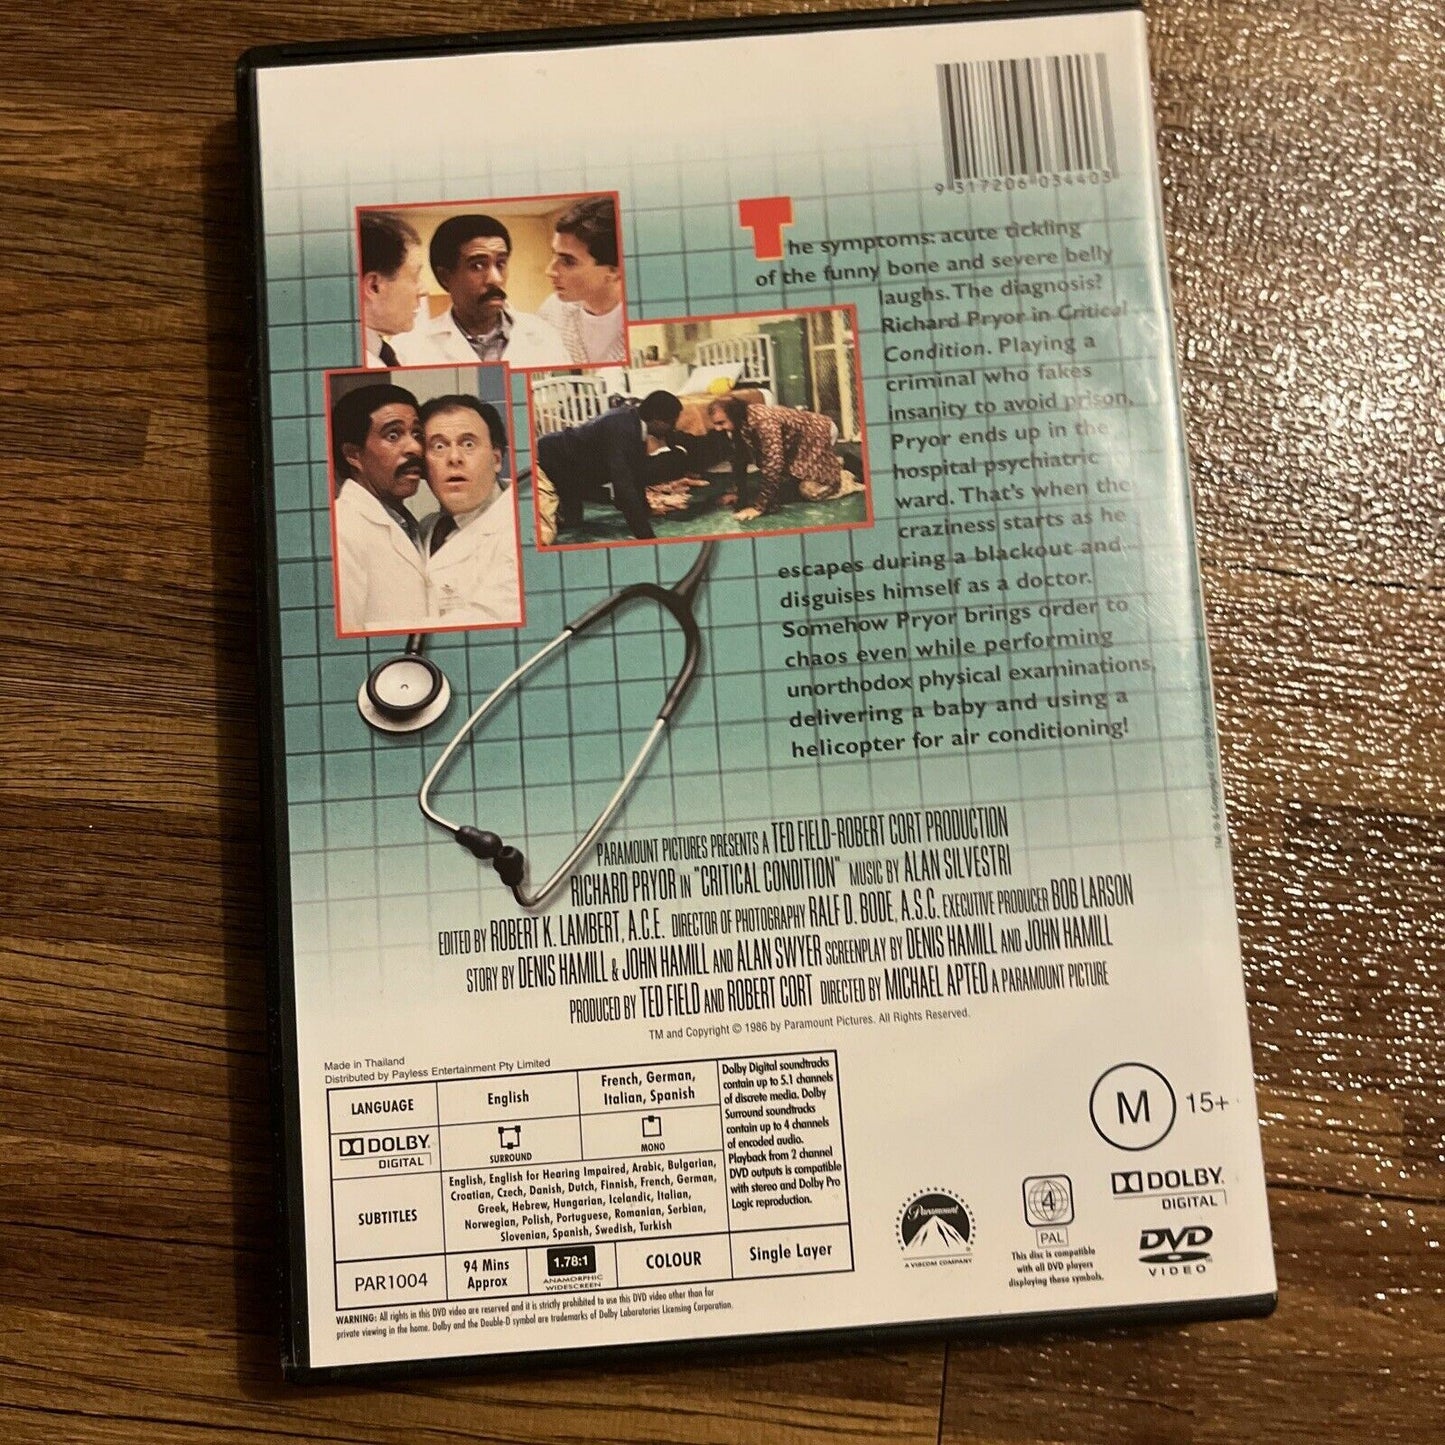 9 317206 034403
The symptoms: acute tickling
of the funny bone and severe belly
laughs. The diagnosis?
Richard Pryor in Critical
Condition. Playing a
criminal who fakes
insanity to avoid prison,
Pryor ends up in the
hospital psychiatric
ward. That's when the
craziness starts as he
escapes during a blackout and
disguises himself as a doctor.
Somehow Pryor brings order to
chaos even while performing
unorthodox physical examinations,
delivering a baby and using a
helicopter for air conditioning!
PARAMOUNT PICTURES PRESENTS A TED FIELD-ROBERT CORT PRODUCTION
RICHARD PRYOR IN "CRITICAL CONDITION" MUSIC BY ALAN SILVESTRI
EDITED BY ROBERT K. LAMBERT, A.C.E. DIRECTOR OF PHOTOGRAPHY RALF D. BODE, A.S.C. EXECUTIVE PRODUCER BOB LARSON
STORY BY DENIS HAMILL & JOHN HAMILL AND ALAN SWYER SCREENPLAY BY DENIS HAMILL AND JOHN HAMILL
PRODUCED BY TED FIELD AND ROBERT CORT DIRECTED BY MICHAEL APTED A PARAMOUNT PICTURE
TM and Copyright © 1986 by Paramount Pictures. All Rights Reserved.
Made in Thailand
Distributed by Payless Entertainment Pty Limited
LANGUAGE
English
French, German,
Italian, Spanish
DOLBY
DIGITAL
SURROUND
MONO
SUBTITLES
English, English for Hearing Impaired, Arabic, Bulgarian,
Croatian, Czech, Danish, Dutch, Finnish, French, German,
Greek, Hebrew, Hungarian, Icelandic, Italian,
Norwegian, Polish, Portuguese, Romanian, Serbian,
Slovenian, Spanish, Swedish, Turkish
Dolby Digital soundtracks
contain up to 5.1 channels
of discrete media. Dolby
Surround soundtracks
contain up to 4 channels
of encoded audio.
Playback from 2 channel
DVD outputs is compatible
with stereo and Dolby Pro
Logic reproduction.
PAR1004
94 Mins
Approx
1.78:1
ANAMORPHIC
WIDESCREEN
COLOUR
Single Layer
WARNING: All rights in this DVD video are reserved and it is strictly prohibited to use this DVD video other than for
private viewing in the home. Dolby and the Double-D symbol are trademarks of Dolby Laboratories Licensing Corporation.
M 15+
Paramount
A VIACOM COMPANY
4
PAL
This disc is compatible
with all DVD players
displaying these symbols.
DOLBY
DIGITAL
DVD
VIDEO